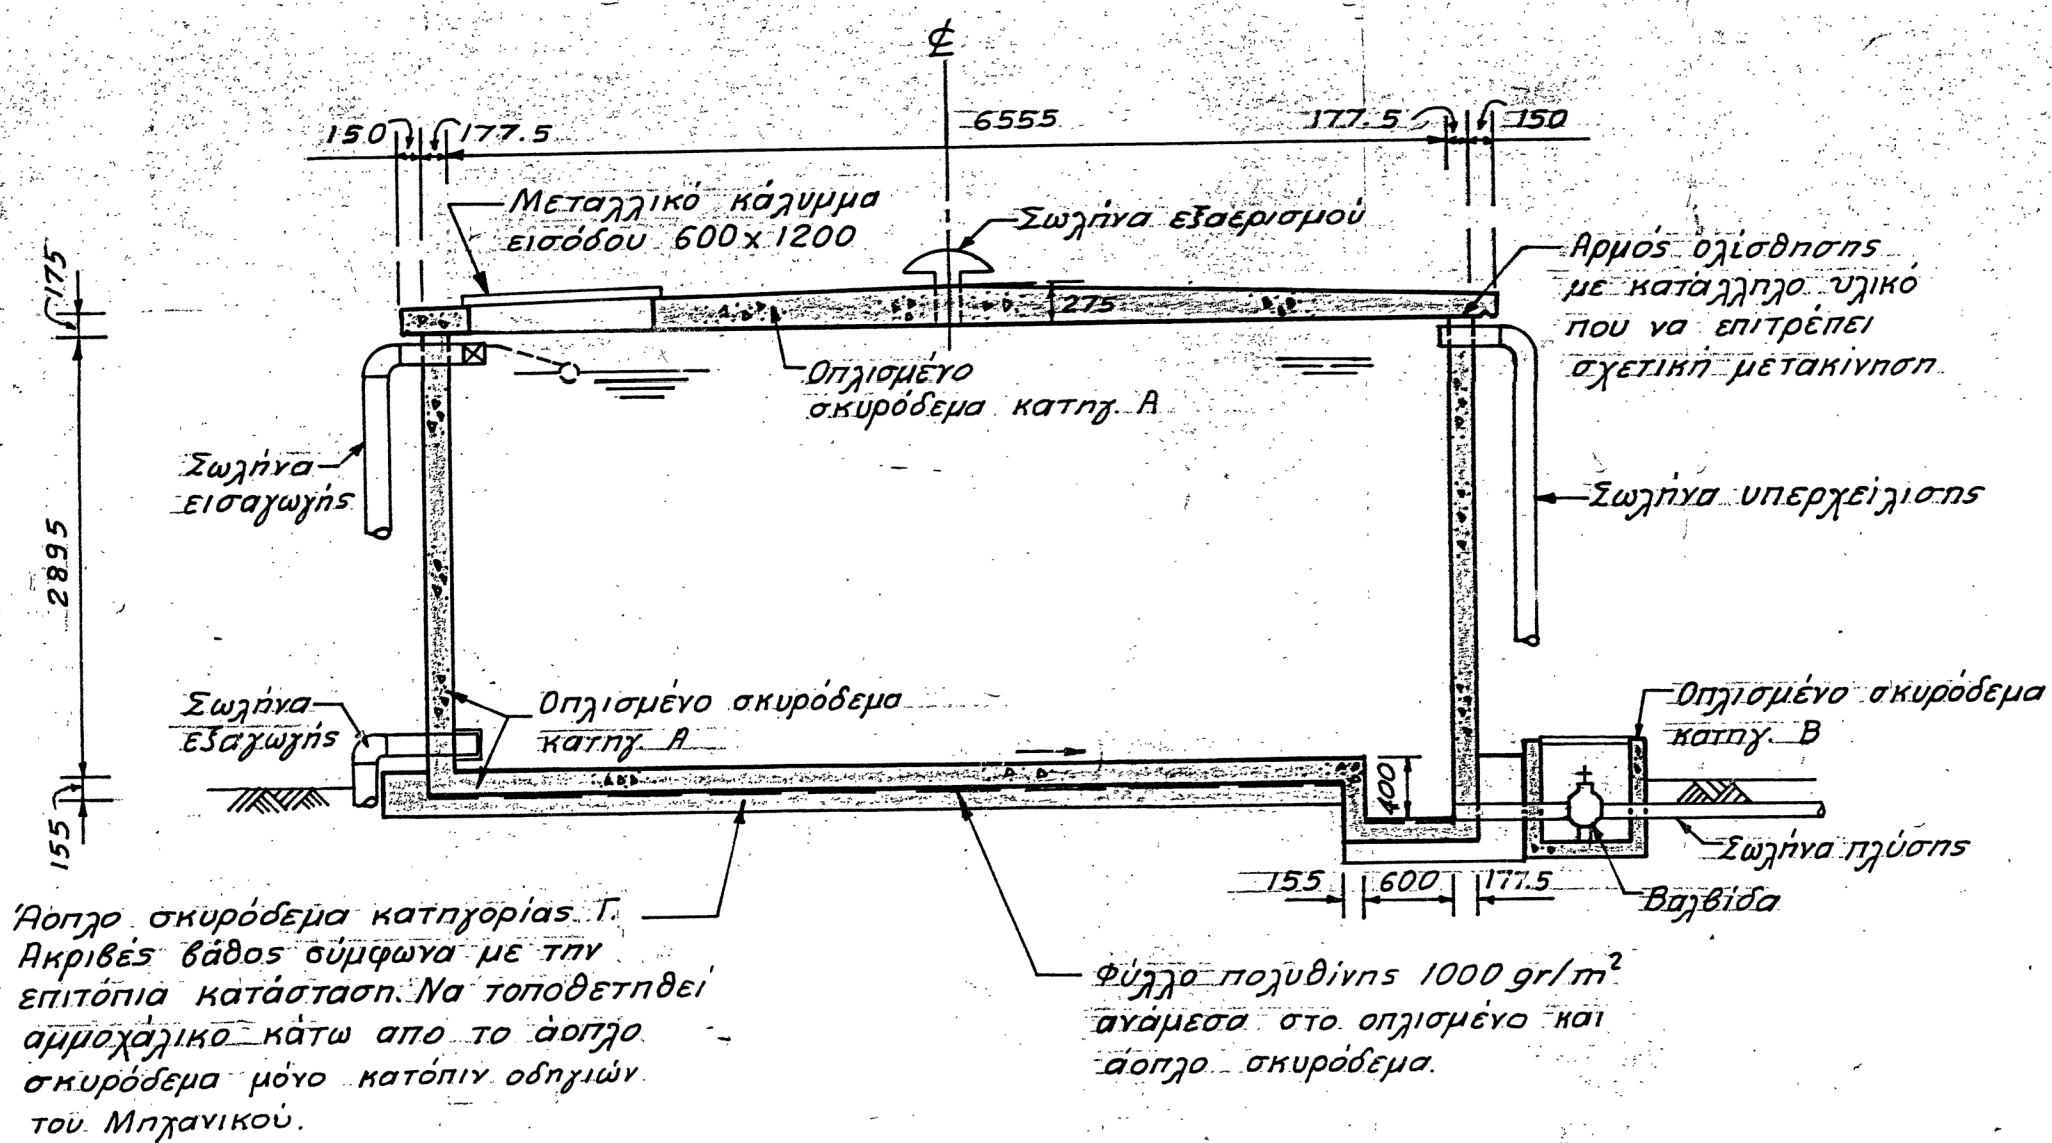 ℄
150 177.5 6555 177.5 150
Μεταλλικό κάλυμμα
εισόδου 600 x 1200
Σωλήνα εξαερισμού
Αρμός ολίσθησης
με κατάλληλο υλικό
που να επιτρέπει
σχετική μετακίνηση
175
275
Οπλισμένο
σκυρόδεμα κατηγ. Α
Σωλήνα
εισαγωγής
Σωλήνα υπερχείλισης
2895
Σωλήνα
εξαγωγής
Οπλισμένο σκυρόδεμα
κατηγ. Α
Οπλισμένο σκυρόδεμα
κατηγ. Β
400
155
Σωλήνα πλύσης
155 600 177.5
Βαλβίδα
Άοπλο σκυρόδεμα κατηγορίας Γ.
Ακριβές βάθος σύμφωνα με την
επιτόπια κατάσταση. Να τοποθετηθεί
αμμοχάλικο κάτω απο το άοπλο
σκυρόδεμα μόνο κατόπιν οδηγιών
του Μηχανικού.
Φύλλο πολυθίνης 1000 gr/m²
ανάμεσα στο οπλισμένο και
άοπλο σκυρόδεμα.